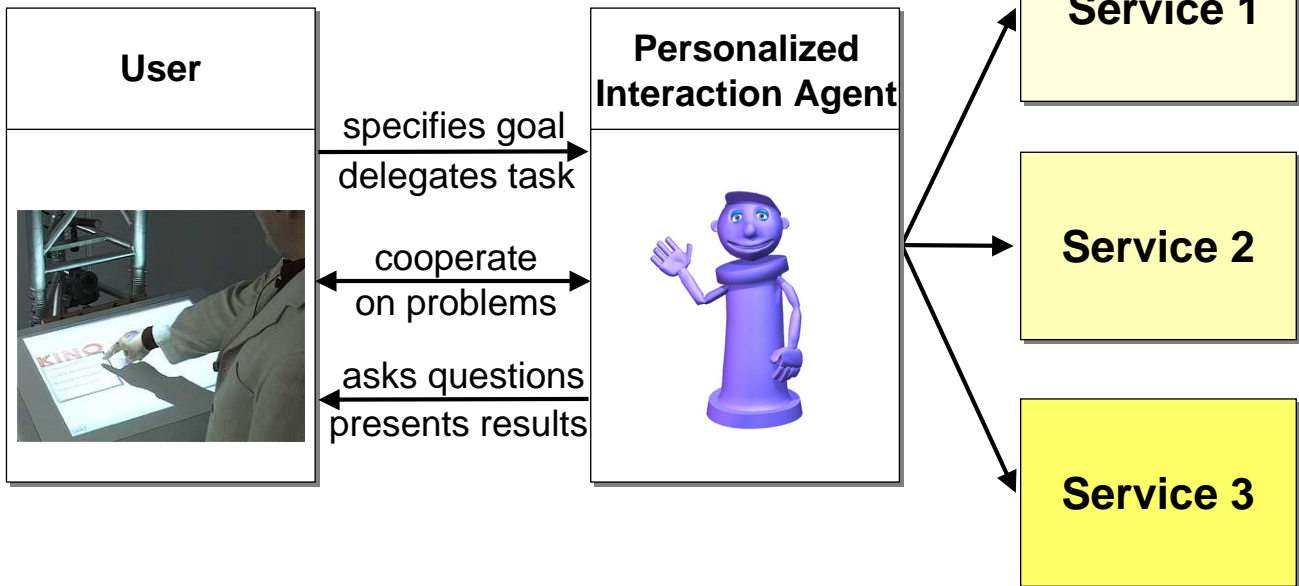 User
Personalized
Interaction Agent
specifies goal
delegates task
cooperate
on problems
asks questions
presents results
KINO
Service 1
Service 2
Service 3